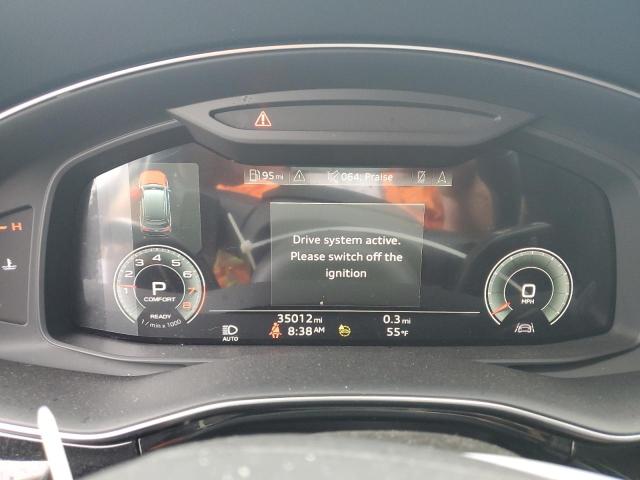 95 mi 064: Praise
Drive system active.
Please switch off the
ignition
H
1 2 3 4 5 6 7 8
P
COMFORT
READY
1 / min x 1000
0
MPH
35012 mi 0.3 mi
AUTO 8:38 AM 55°F